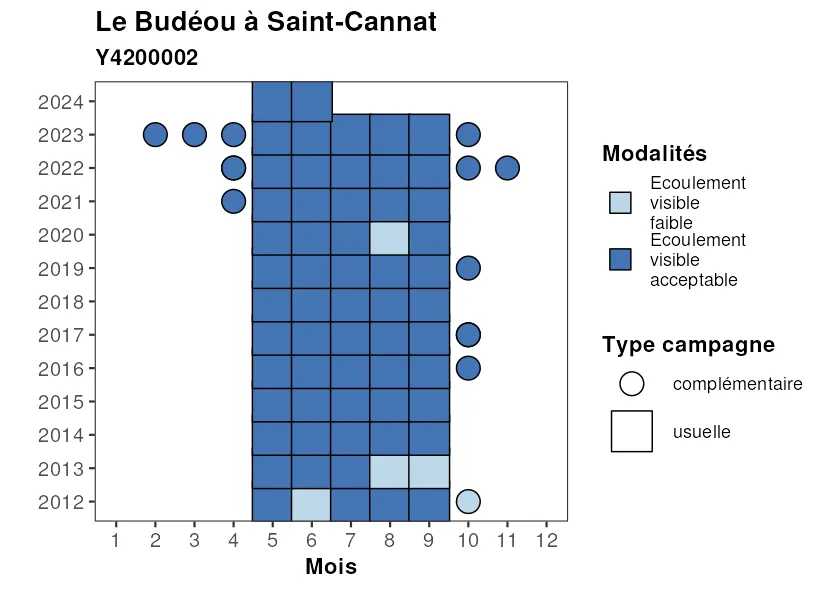 Le Budéou à Saint-Cannat
Y4200002
2024
2023
2022
2021
2020
2019
2018
2017
2016
2015
2014
2013
2012
1 2 3 4 5 6 7 8 9 10 11 12
Mois
Modalités
Ecoulement
visible
faible
Ecoulement
visible
acceptable
Type campagne
complémentaire
usuelle